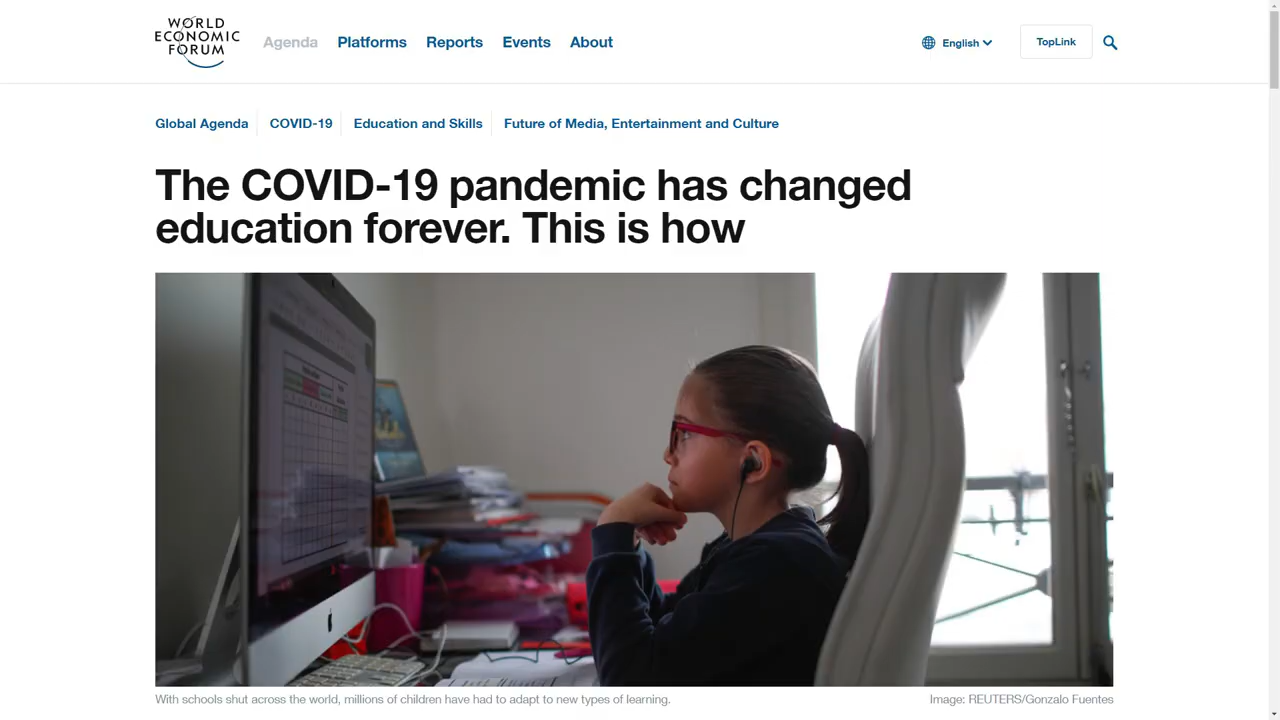 WORLD
ECONOMIC
FORUM
Agenda Platforms Reports Events About English TopLink
Global Agenda COVID-19 Education and Skills Future of Media, Entertainment and Culture
The COVID-19 pandemic has changed
education forever. This is how
With schools shut across the world, millions of children have had to adapt to new types of learning. Image: REUTERS/Gonzalo Fuentes